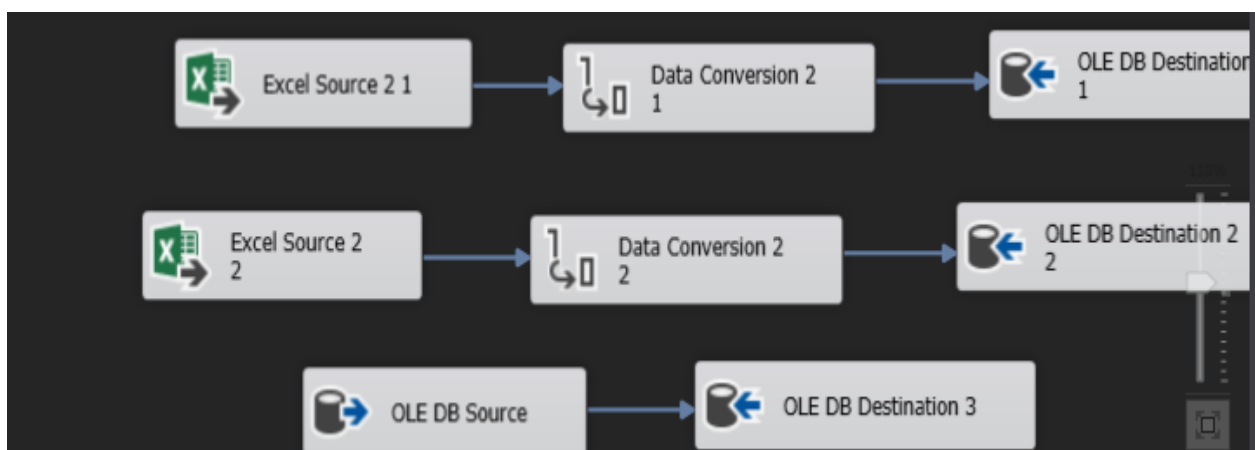 Excel Source 2 1
Data Conversion 2
1
OLE DB Destination
1
110%
Excel Source 2
2
Data Conversion 2
2
OLE DB Destination 2
2
OLE DB Source
OLE DB Destination 3